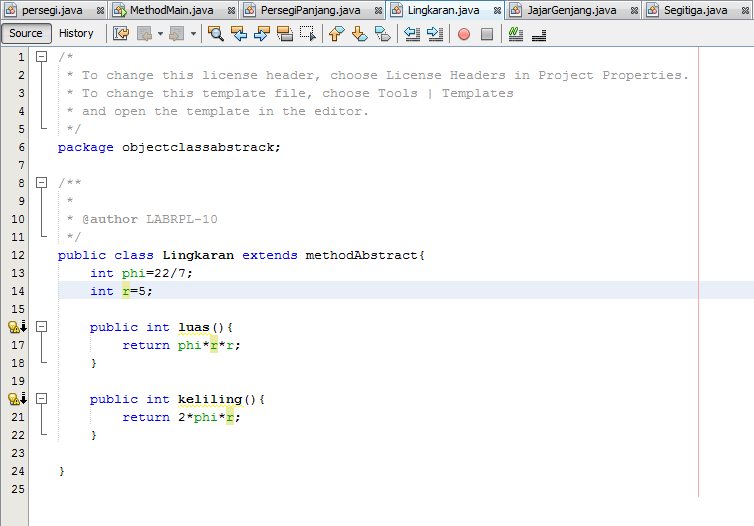 persegi.java MethodMain.java PersegiPanjang.java Lingkaran.java JajarGenjang.java Segitiga.java
Source History
1 /*
2 * To change this license header, choose License Headers in Project Properties.
3 * To change this template file, choose Tools | Templates
4 * and open the template in the editor.
5 */
6 package objectclassabstrack;
7
8 /**
9 *
10 * @author LABRPL-10
11 */
12 public class Lingkaran extends methodAbstract{
13 int phi=22/7;
14 int r=5;
15
public int luas(){
17 return phi*r*r;
18 }
19
public int keliling(){
21 return 2*phi*r;
22 }
23
24 }
25